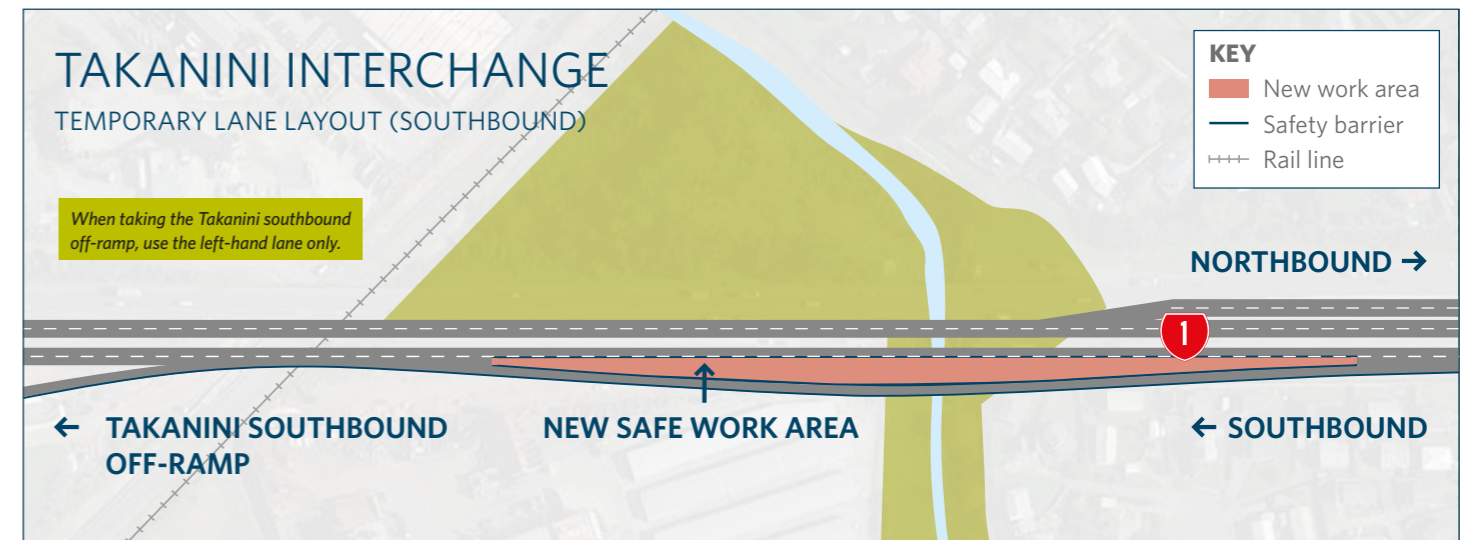 TAKANINI INTERCHANGE
TEMPORARY LANE LAYOUT (SOUTHBOUND)
When taking the Takanini southbound
off-ramp, use the left-hand lane only.
KEY
New work area
Safety barrier
Rail line
NORTHBOUND →
1
← TAKANINI SOUTHBOUND
OFF-RAMP
NEW SAFE WORK AREA
← SOUTHBOUND